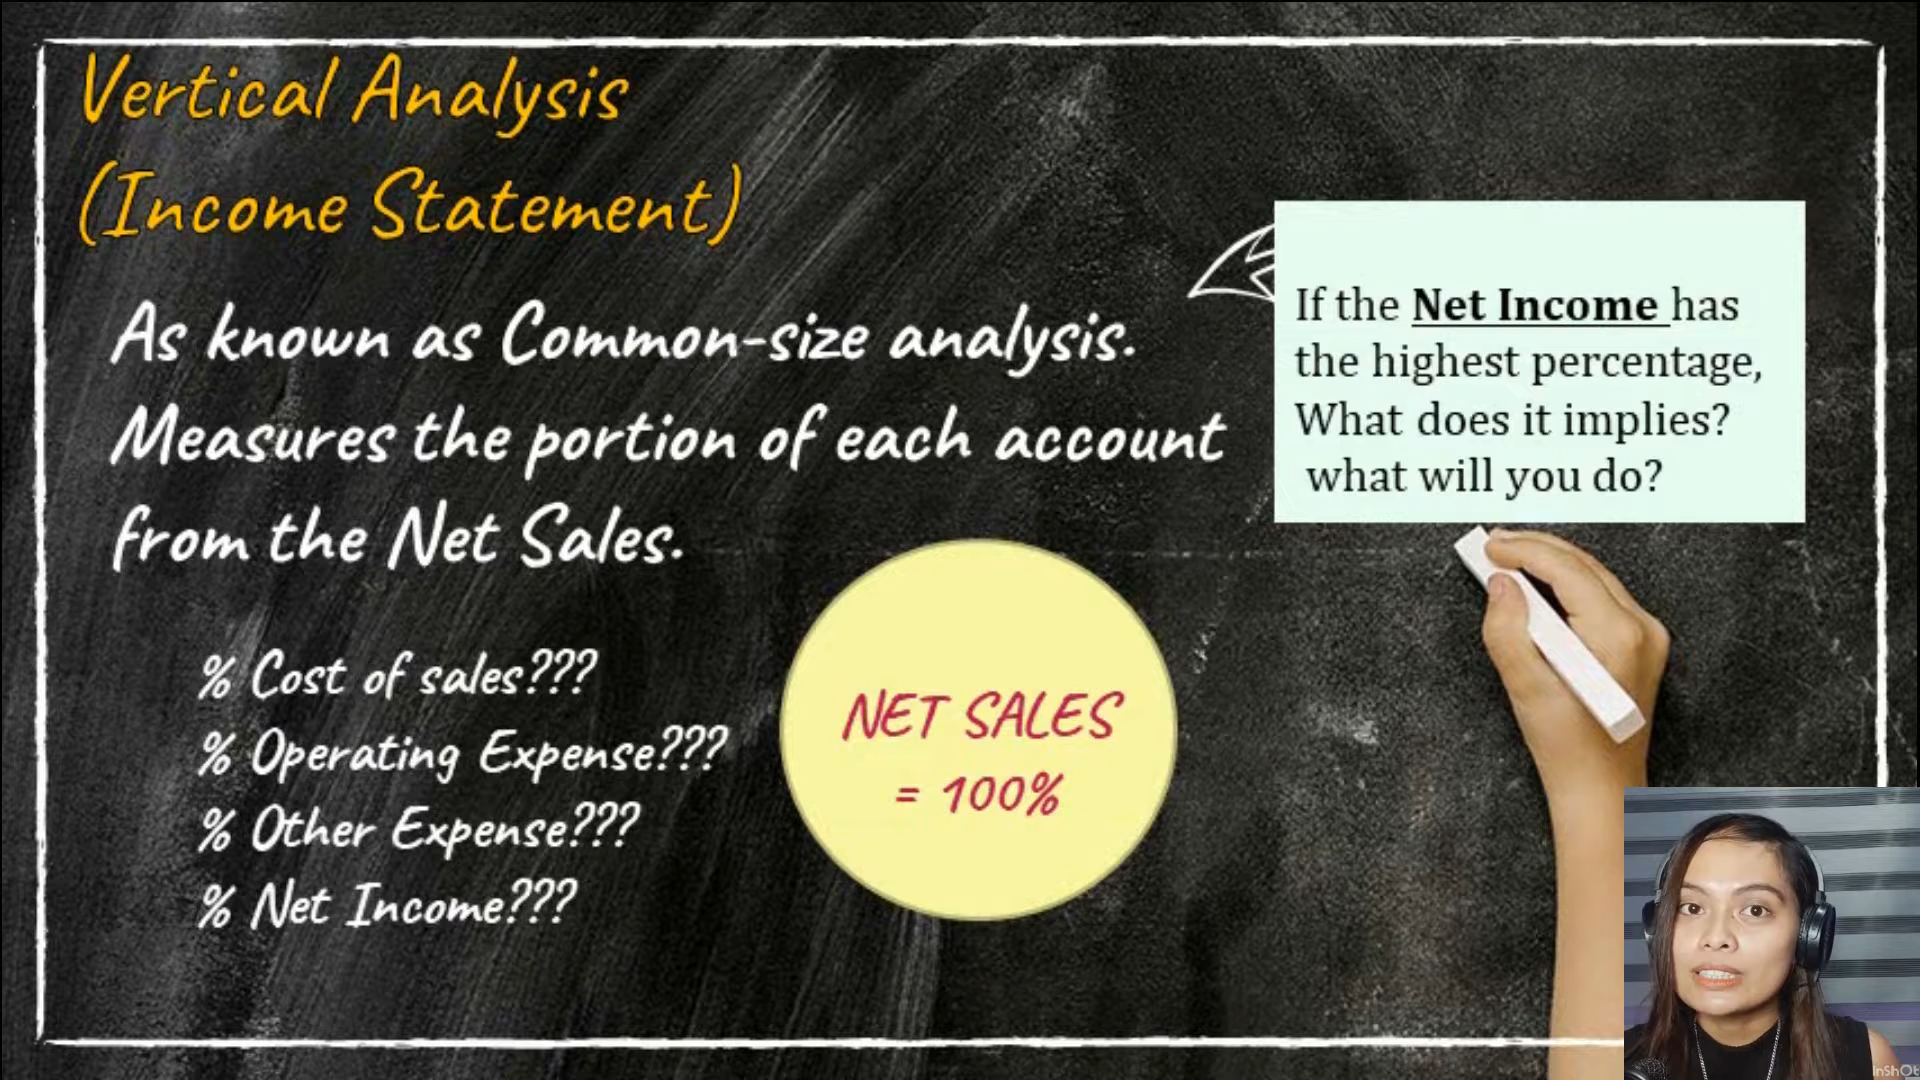 Vertical Analysis
(Income Statement)
As known as Common-size analysis.
Measures the portion of each account
from the Net Sales.
% Cost of sales???
% Operating Expense???
% Other Expense???
% Net Income???
NET SALES
= 100%
If the Net Income has
the highest percentage,
What does it implies?
what will you do?
InShOt